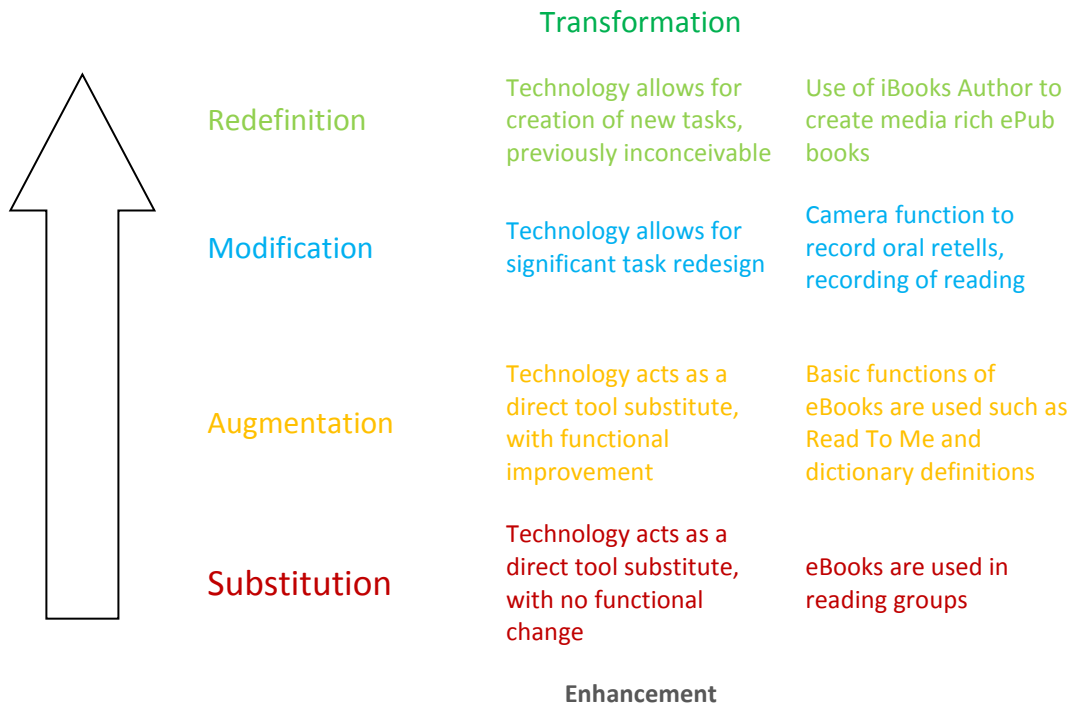 Transformation
Redefinition
Technology allows for
creation of new tasks,
previously inconceivable
Use of iBooks Author to
create media rich ePub
books
Modification
Technology allows for
significant task redesign
Camera function to
record oral retells,
recording of reading
Augmentation
Technology acts as a
direct tool substitute,
with functional
improvement
Basic functions of
eBooks are used such as
Read To Me and
dictionary definitions
Substitution
Technology acts as a
direct tool substitute,
with no functional
change
eBooks are used in
reading groups
Enhancement